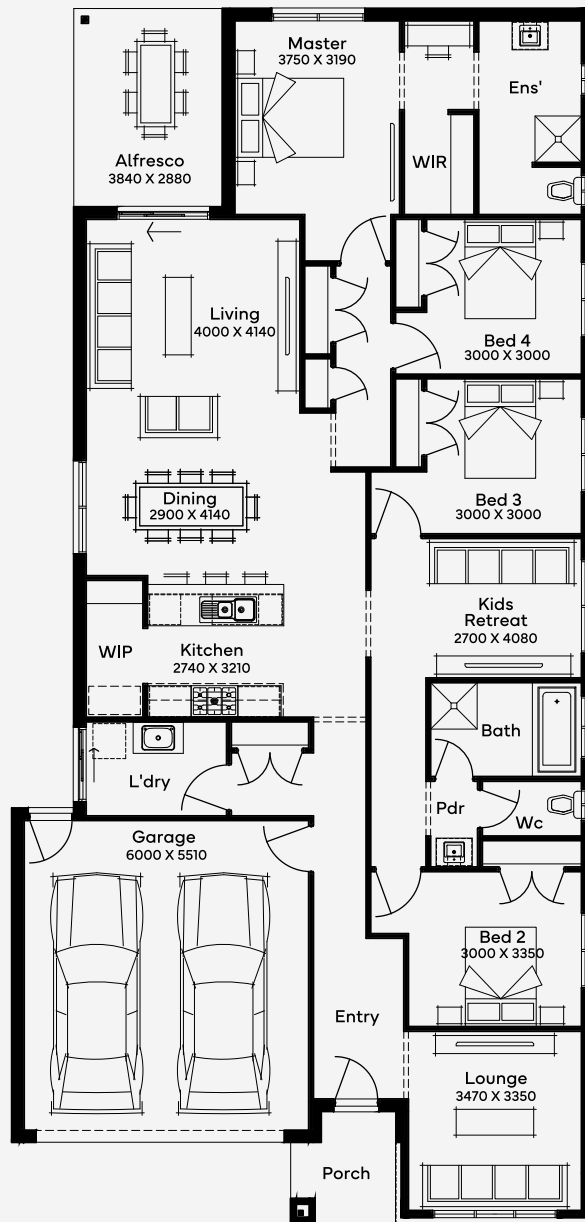 Master
3750 X 3190
Ens'
Alfresco
3840 X 2880
WIR
Living
4000 X 4140
Bed 4
3000 X 3000
Dining
2900 X 4140
Bed 3
3000 X 3000
Kids
Retreat
2700 X 4080
WIP
Kitchen
2740 X 3210
Bath
L'dry
Pdr
Wc
Garage
6000 X 5510
Bed 2
3000 X 3350
Entry
Lounge
3470 X 3350
Porch